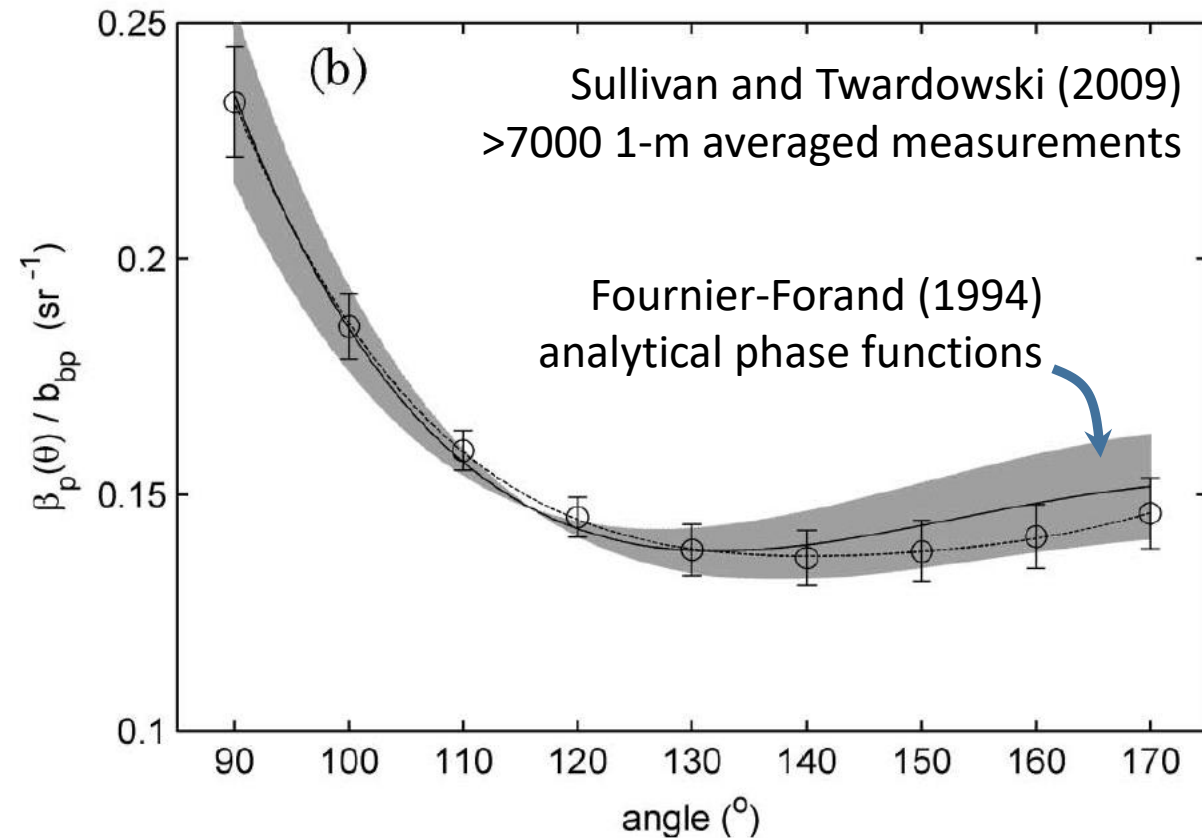 (b)
Sullivan and Twardowski (2009)
>7000 1-m averaged measurements
Fournier-Forand (1994)
analytical phase functions
0.25
0.2
0.15
0.1
βp(θ) / bbp (sr⁻¹)
90 100 110 120 130 140 150 160 170
angle (°)